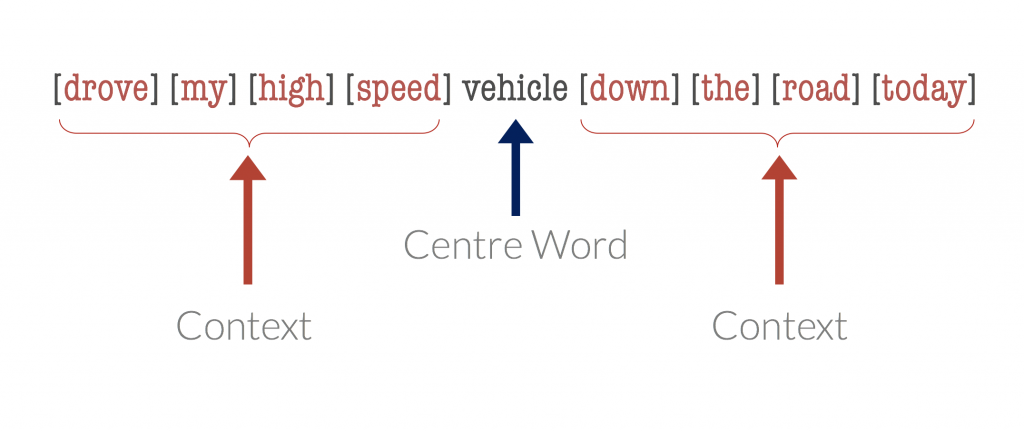 [drove] [my] [high] [speed] vehicle [down] [the] [road] [today]
Centre Word
Context
Context